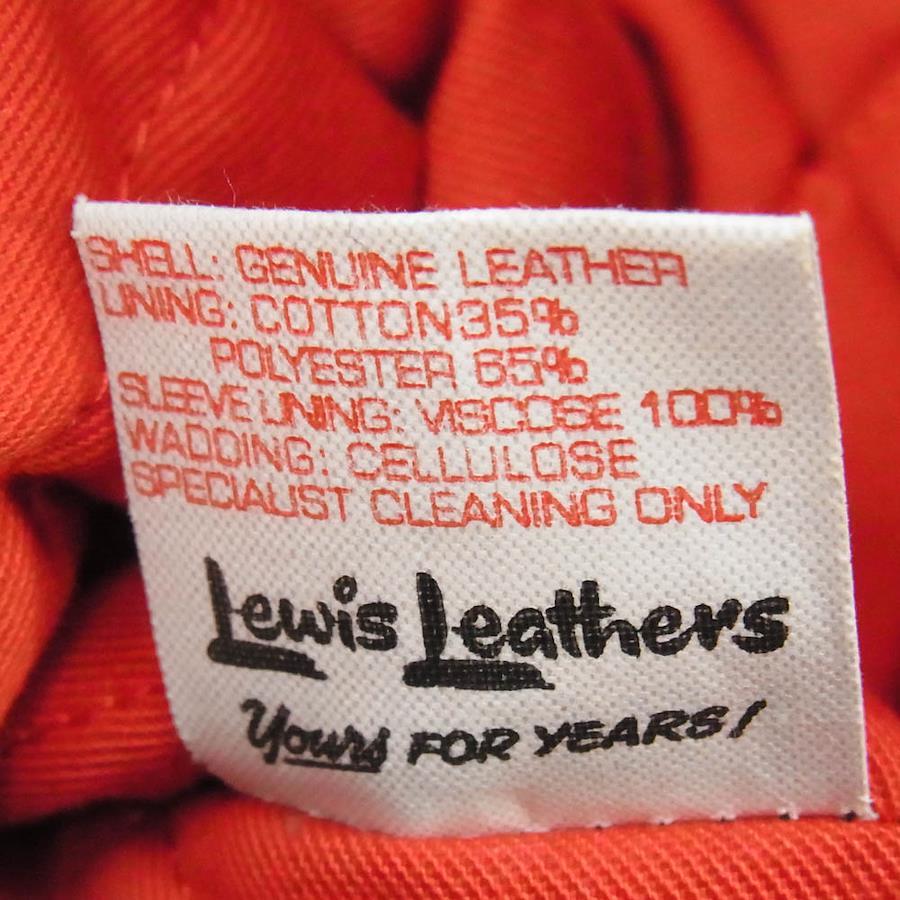 SHELL: GENUINE LEATHER
LINING: COTTON 35%
POLYESTER 65%
SLEEVE LINING: VISCOSE 100%
WADDING: CELLULOSE
SPECIALIST CLEANING ONLY
Lewis Leathers
Yours FOR YEARS!